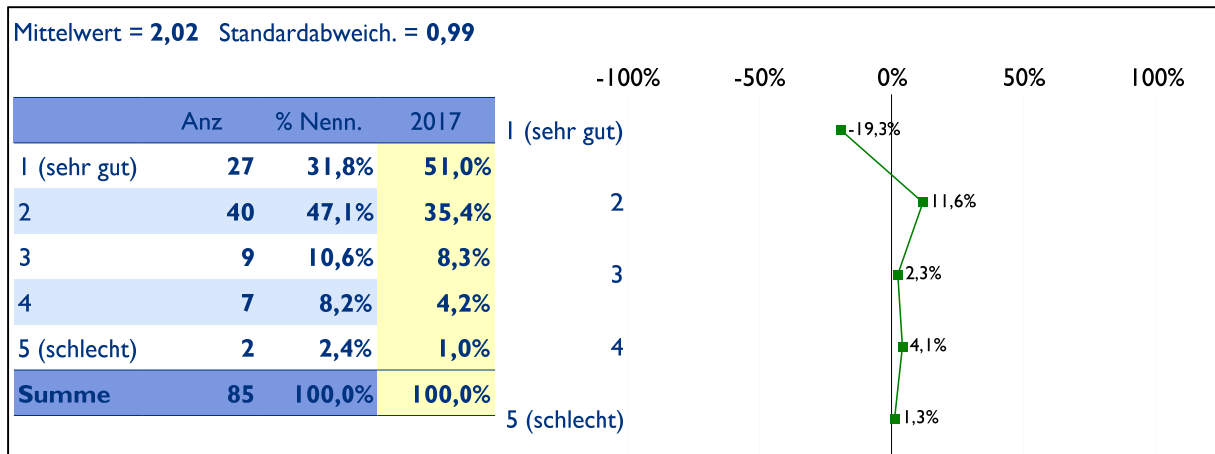 Mittelwert = 2,02 Standardabweich. = 0,99
Anz % Nenn. 2017
1 (sehr gut) 27 31,8% 51,0%
2 40 47,1% 35,4%
3 9 10,6% 8,3%
4 7 8,2% 4,2%
5 (schlecht) 2 2,4% 1,0%
Summe 85 100,0% 100,0%
-100% -50% 0% 50% 100%
1 (sehr gut) -19,3%
2 11,6%
3 2,3%
4 4,1%
5 (schlecht) 1,3%